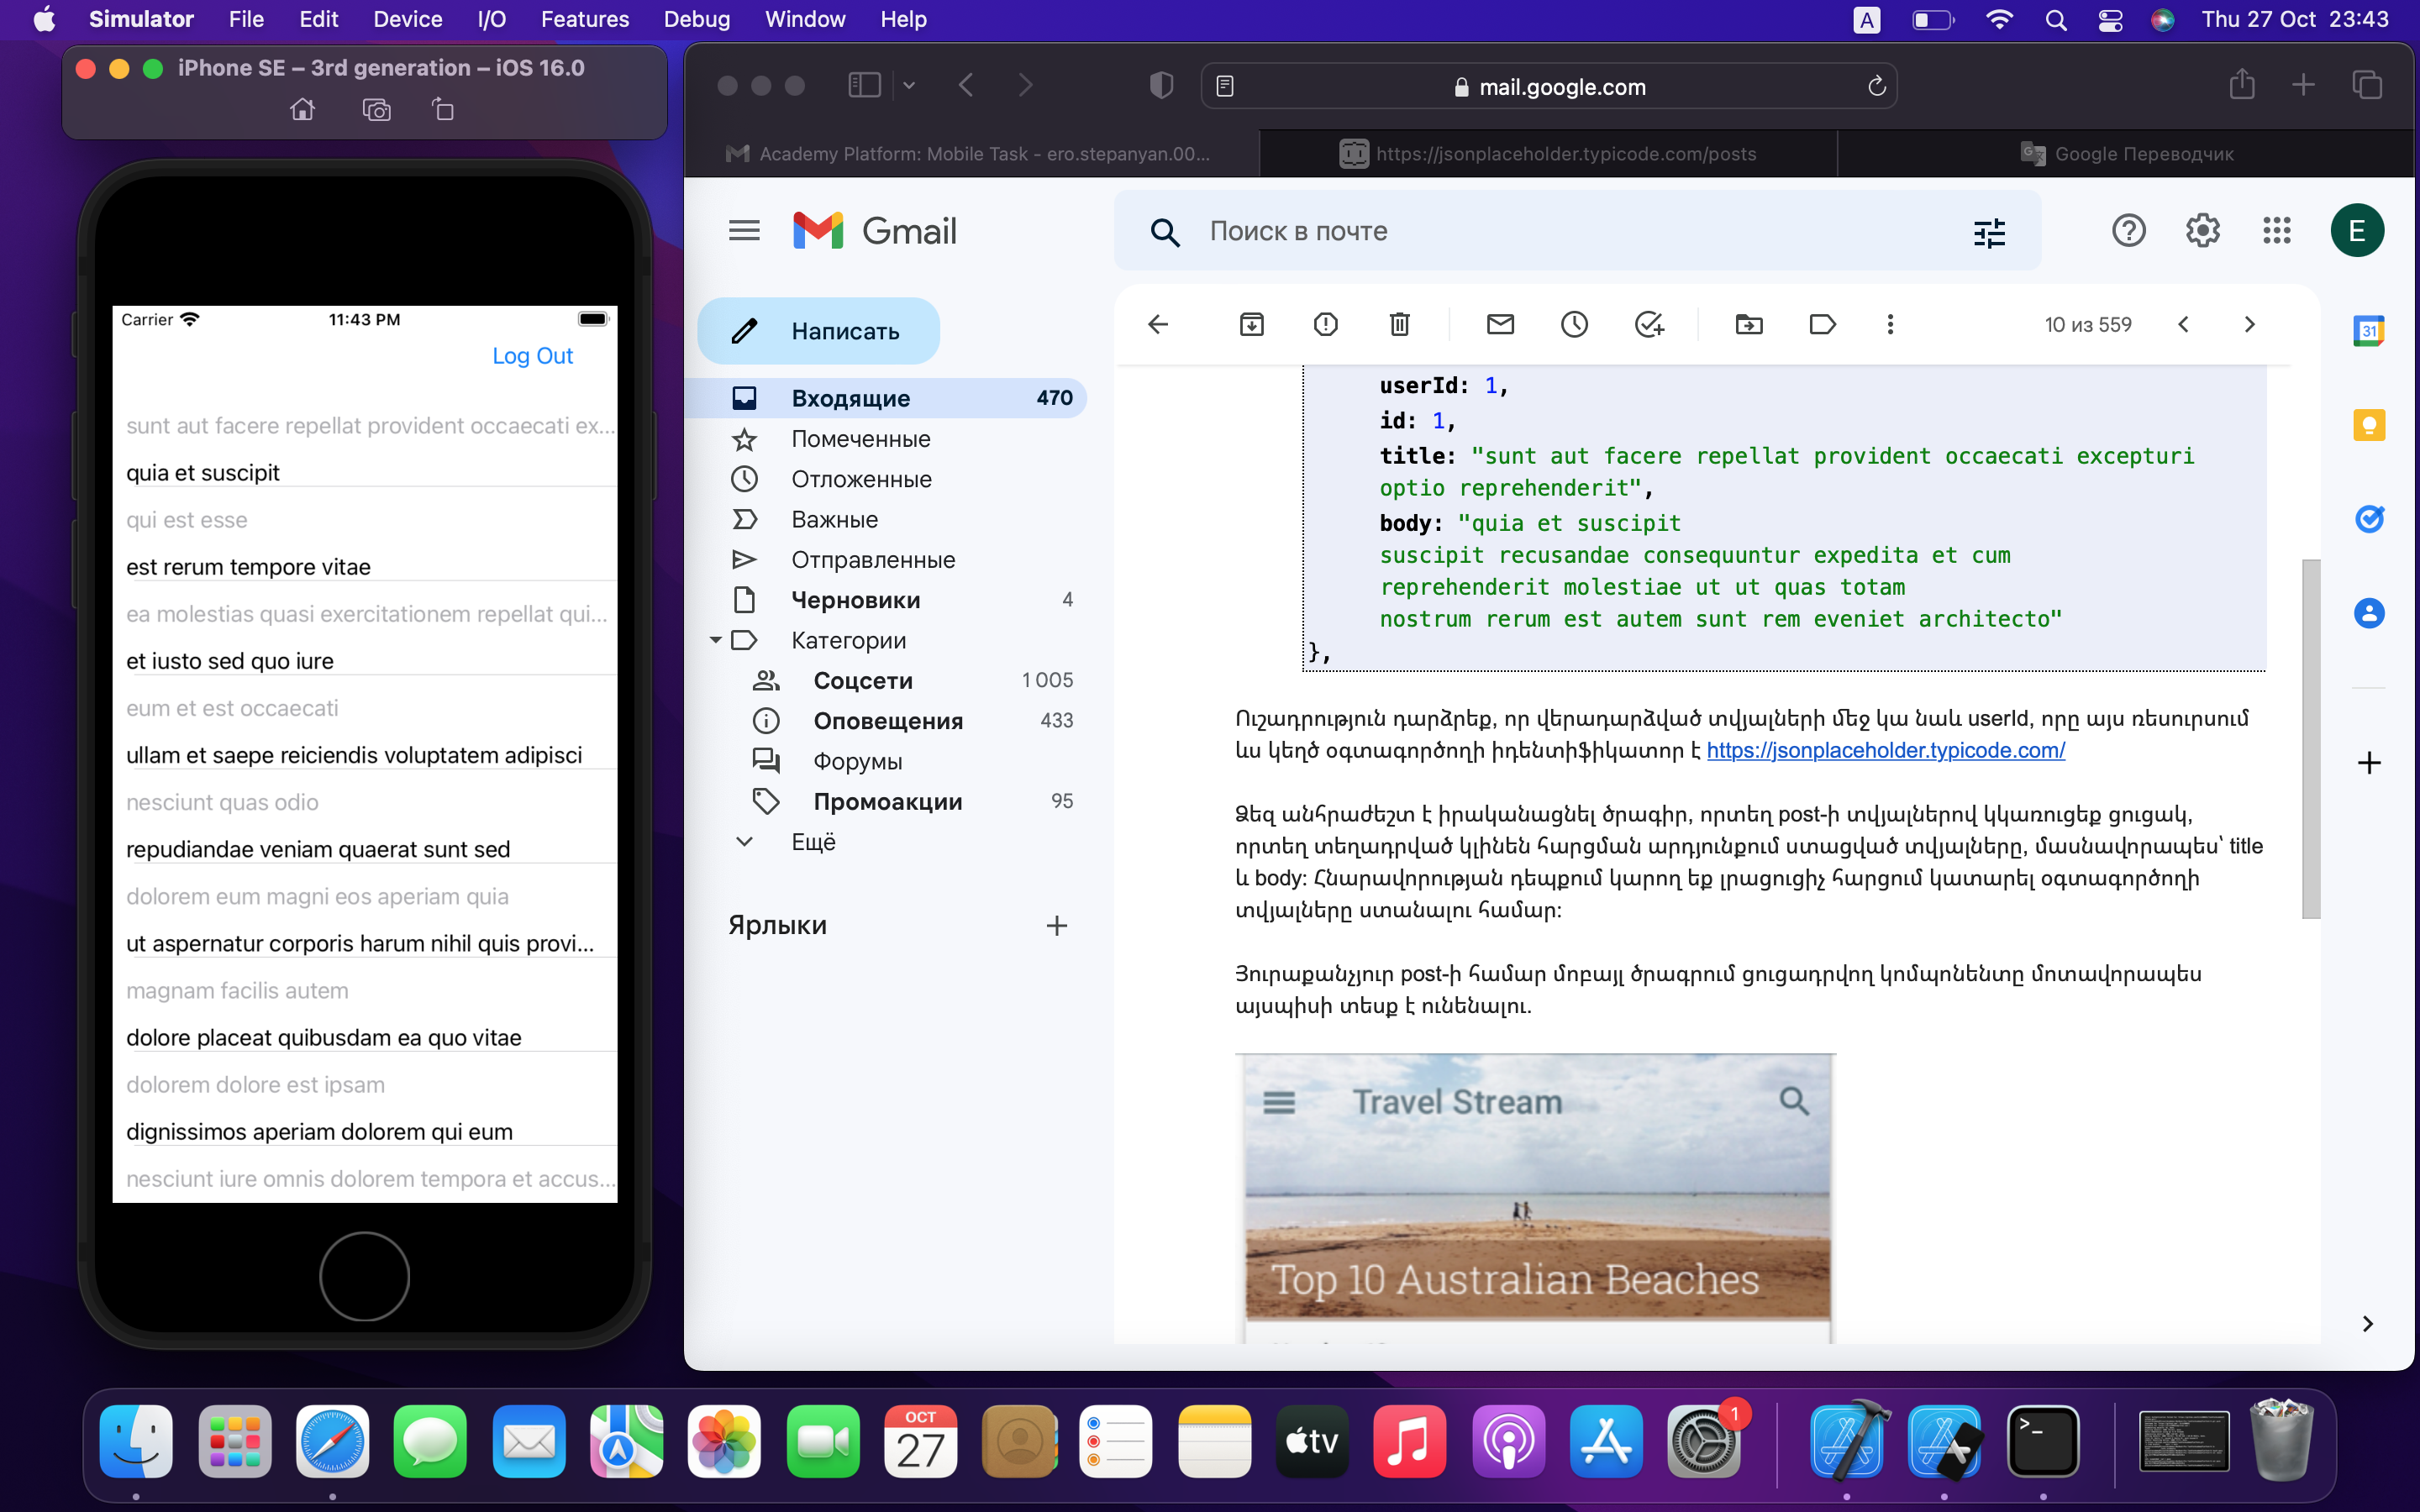 Simulator File Edit Device I/O Features Debug Window Help
A Thu 27 Oct 23:43
iPhone SE – 3rd generation – iOS 16.0
Carrier 11:43 PM
Log Out
sunt aut facere repellat provident occaecati ex...
quia et suscipit
qui est esse
est rerum tempore vitae
ea molestias quasi exercitationem repellat qui...
et iusto sed quo iure
eum et est occaecati
ullam et saepe reiciendis voluptatem adipisci
nesciunt quas odio
repudiandae veniam quaerat sunt sed
dolorem eum magni eos aperiam quia
ut aspernatur corporis harum nihil quis provi...
magnam facilis autem
dolore placeat quibusdam ea quo vitae
dolorem dolore est ipsam
dignissimos aperiam dolorem qui eum
nesciunt iure omnis dolorem tempora et accus...
mail.google.com
Academy Platform: Mobile Task - ero.stepanyan.00...
https://jsonplaceholder.typicode.com/posts
Google Переводчик
Gmail
Поиск в почте
E
Написать
Входящие 470
Помеченные
Отложенные
Важные
Отправленные
Черновики 4
Категории
Соцсети 1 005
Оповещения 433
Форумы
Промоакции 95
Ещё
Ярлыки
10 из 559
31
userId: 1,
id: 1,
title: "sunt aut facere repellat provident occaecati excepturi
optio reprehenderit",
body: "quia et suscipit
suscipit recusandae consequuntur expedita et cum
reprehenderit molestiae ut ut quas totam
nostrum rerum est autem sunt rem eveniet architecto"
},
Ուշադրություն դարձրեք, որ վերադարձված տվյալների մեջ կա նաև userId, որը այս ռեսուրսում
ևս կեղծ օգտագործողի իդենտիֆիկատոր է https://jsonplaceholder.typicode.com/
Ձեզ անհրաժեշտ է իրականացնել ծրագիր, որտեղ post-ի տվյալներով կկառուցեք ցուցակ,
որտեղ տեղադրված կլինեն հարցման արդյունքում ստացված տվյալները, մասնավորապես՝ title
և body: Հնարավորության դեպքում կարող եք լրացուցիչ հարցում կատարել օգտագործողի
տվյալները ստանալու համար:
Յուրաքանչյուր post-ի համար մոբայլ ծրագրում ցուցադրվող կոմպոնենտը մոտավորապես
այսպիսի տեսք է ունենալու.
Travel Stream
Top 10 Australian Beaches
OCT
27
tv
1